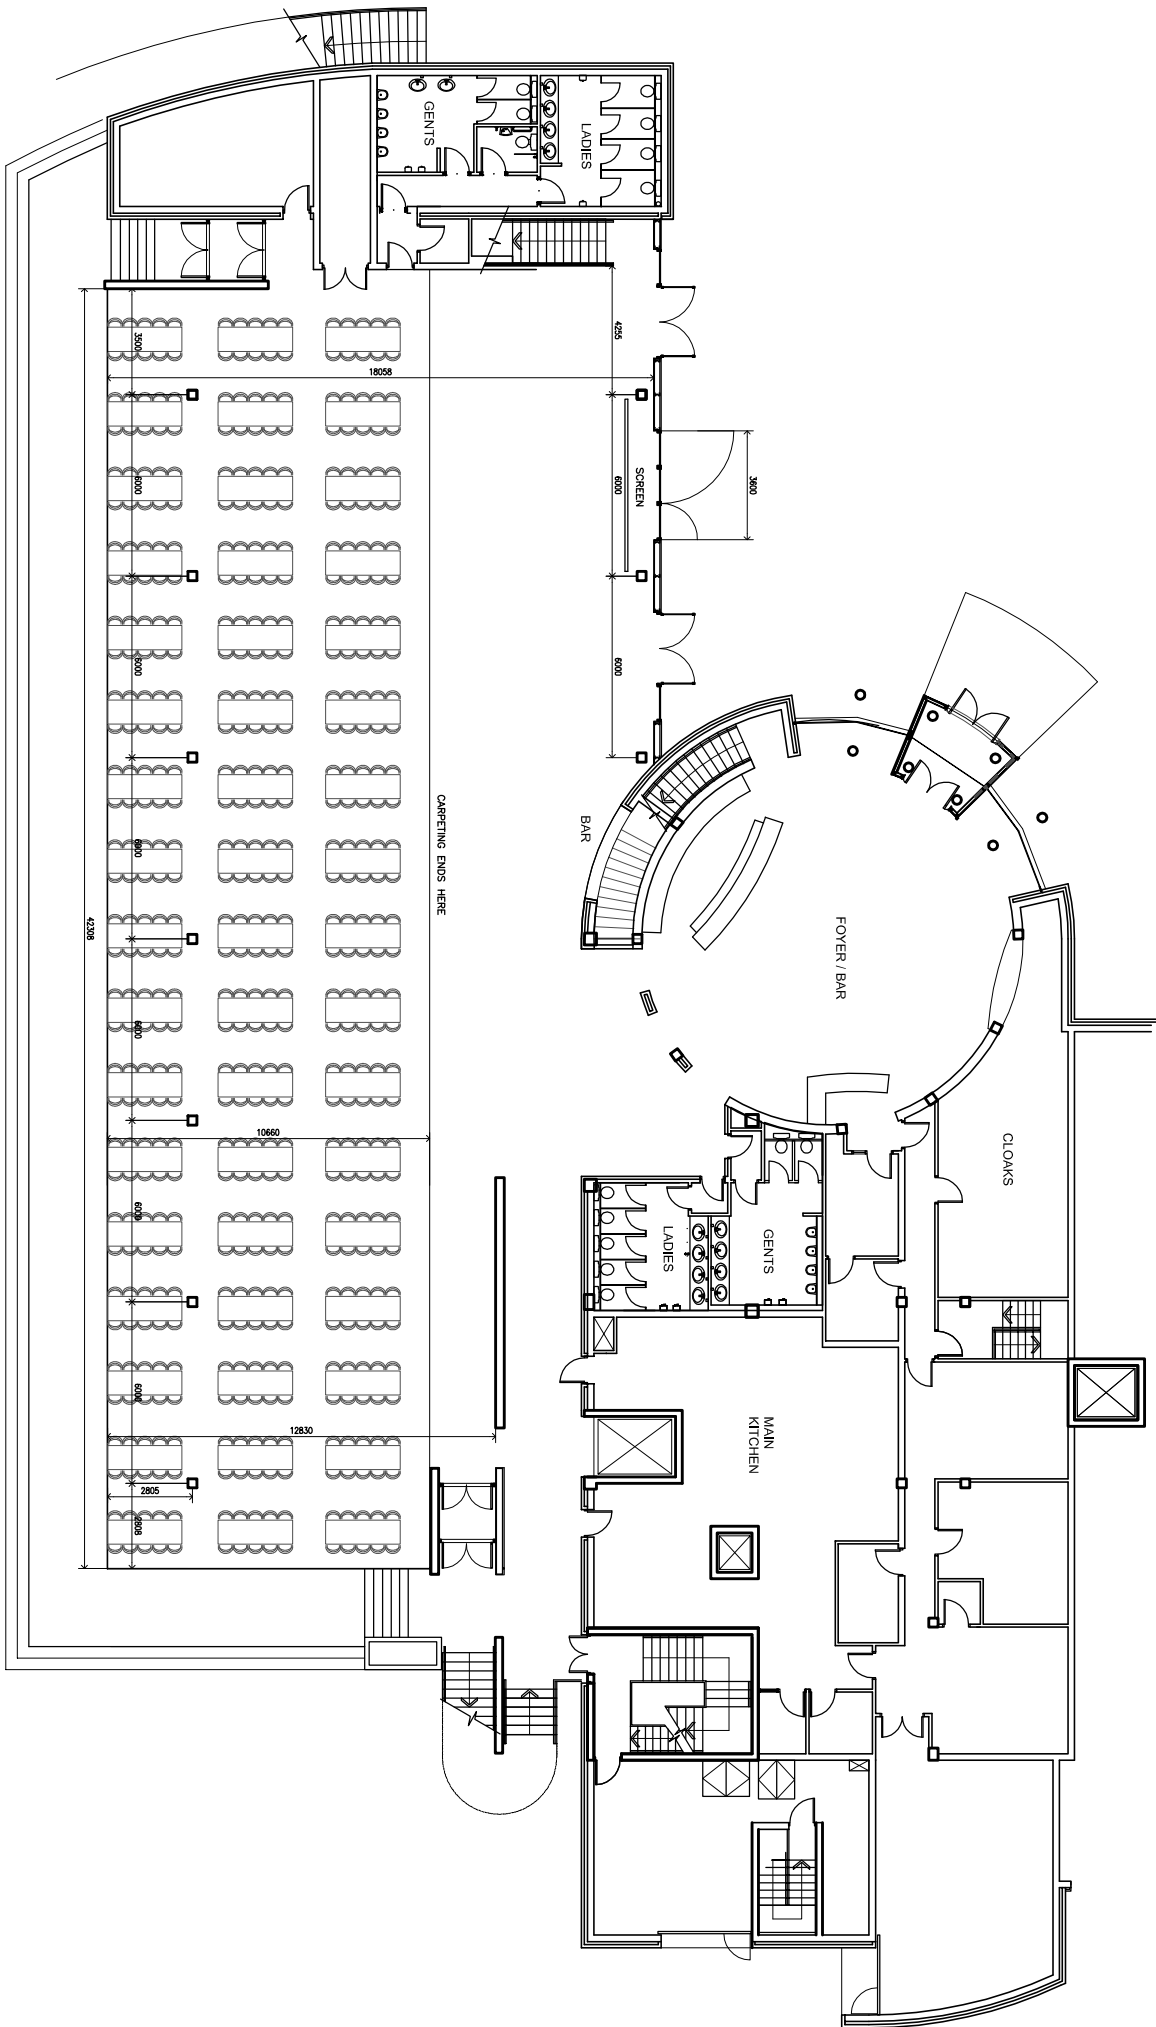 GENTS
LADIES
4255
3500
18058
3600
SCREEN
6000
6000
6000
6000
BAR
CARPETING ENDS HERE
6000
42308
FOYER / BAR
6000
10660
CLOAKS
LADIES
GENTS
6000
6000
MAIN
KITCHEN
12830
2805
2808